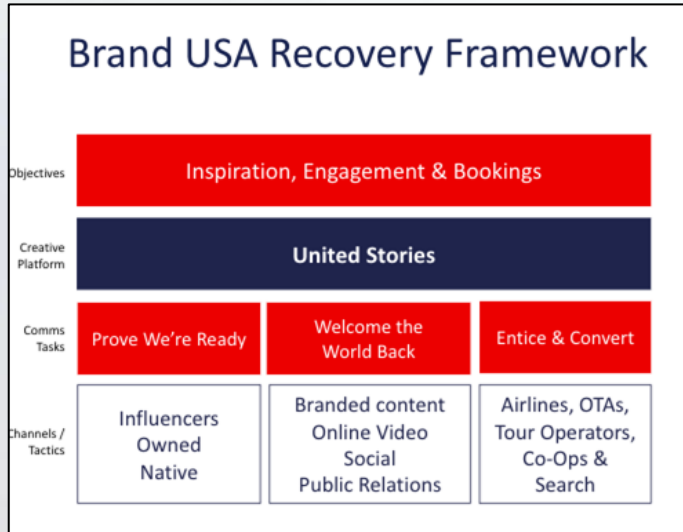 Brand USA Recovery Framework
Objectives
Inspiration, Engagement & Bookings
Creative
Platform
United Stories
Comms
Tasks
Prove We're Ready
Welcome the
World Back
Entice & Convert
Channels /
Tactics
Influencers
Owned
Native
Branded content
Online Video
Social
Public Relations
Airlines, OTAs,
Tour Operators,
Co-Ops &
Search